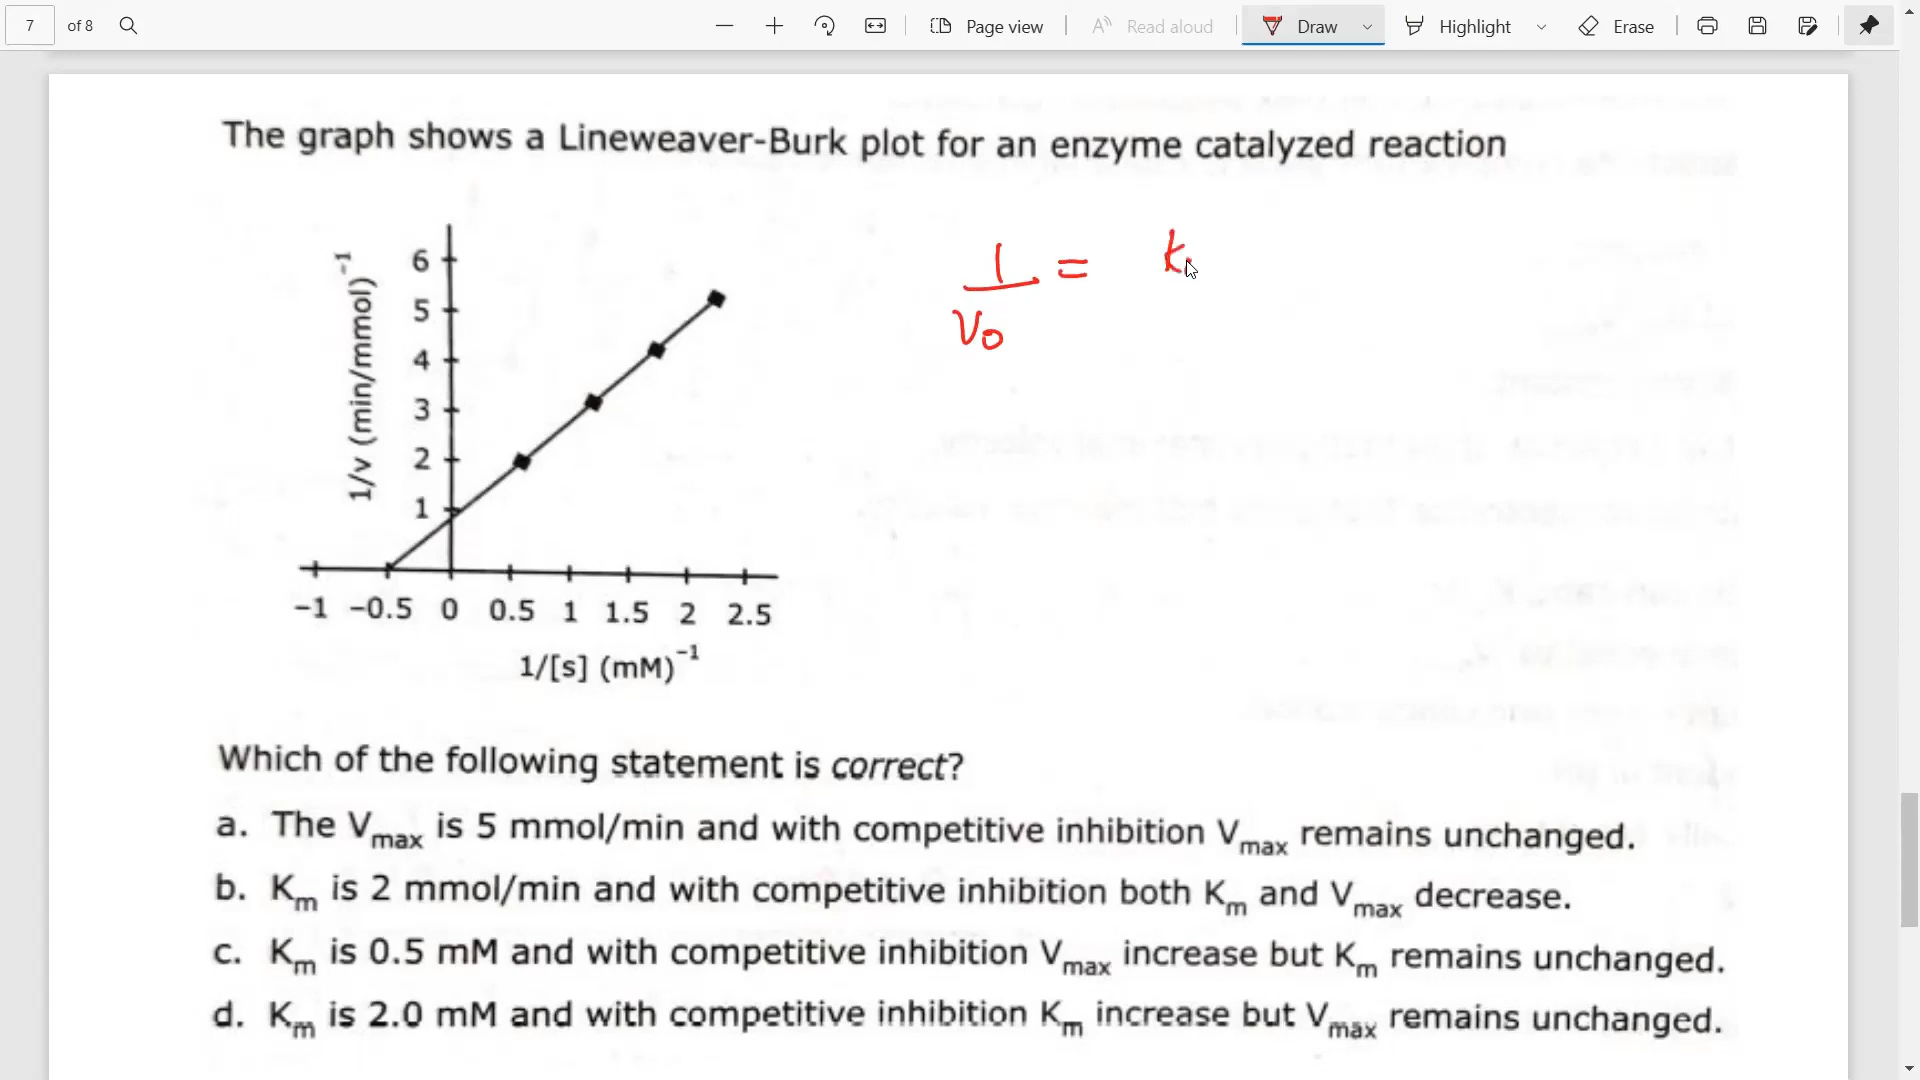 7 of 8 Page view Read aloud Draw Highlight Erase
The graph shows a Lineweaver-Burk plot for an enzyme catalyzed reaction
1/v (min/mmol)⁻¹
6
5
4
3
2
1
-1 -0.5 0 0.5 1 1.5 2 2.5
1/[s] (mM)⁻¹
1 = k
V₀
Which of the following statement is correct?
a. The Vmax is 5 mmol/min and with competitive inhibition Vmax remains unchanged.
b. Km is 2 mmol/min and with competitive inhibition both Km and Vmax decrease.
c. Km is 0.5 mM and with competitive inhibition Vmax increase but Km remains unchanged.
d. Km is 2.0 mM and with competitive inhibition Km increase but Vmax remains unchanged.